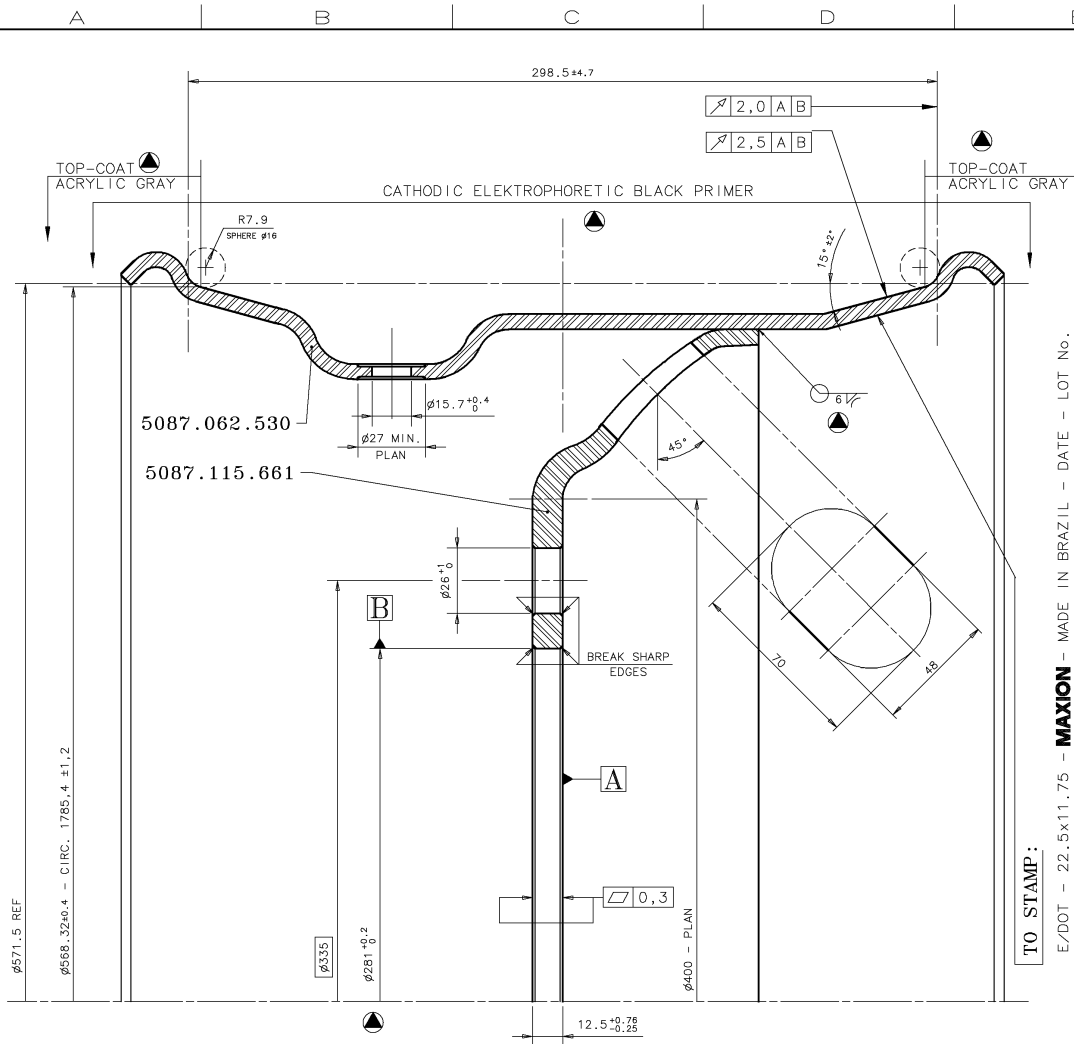 A B C D E
298.5±4.7
2,0 A B
2,5 A B
TOP-COAT
ACRYLIC GRAY
TOP-COAT
ACRYLIC GRAY
CATHODIC ELEKTROPHORETIC BLACK PRIMER
R7.9
SPHERE ø16
15° ±2°
ø15.7 +0.4 0
6
5087.062.530
ø27 MIN.
PLAN
45°
5087.115.661
ø26 +1 0
B
BREAK SHARP
EDGES
70
48
A
0,3
ø571.5 REF
ø568.32±0.4 - CIRC. 1785,4 ±1,2
ø335
ø281 +0.2 0
ø400 - PLAN
12.5 +0.76 -0.25
TO STAMP:
E/DOT - 22.5x11.75 - MAXION - MADE IN BRAZIL - DATE - LOT No.